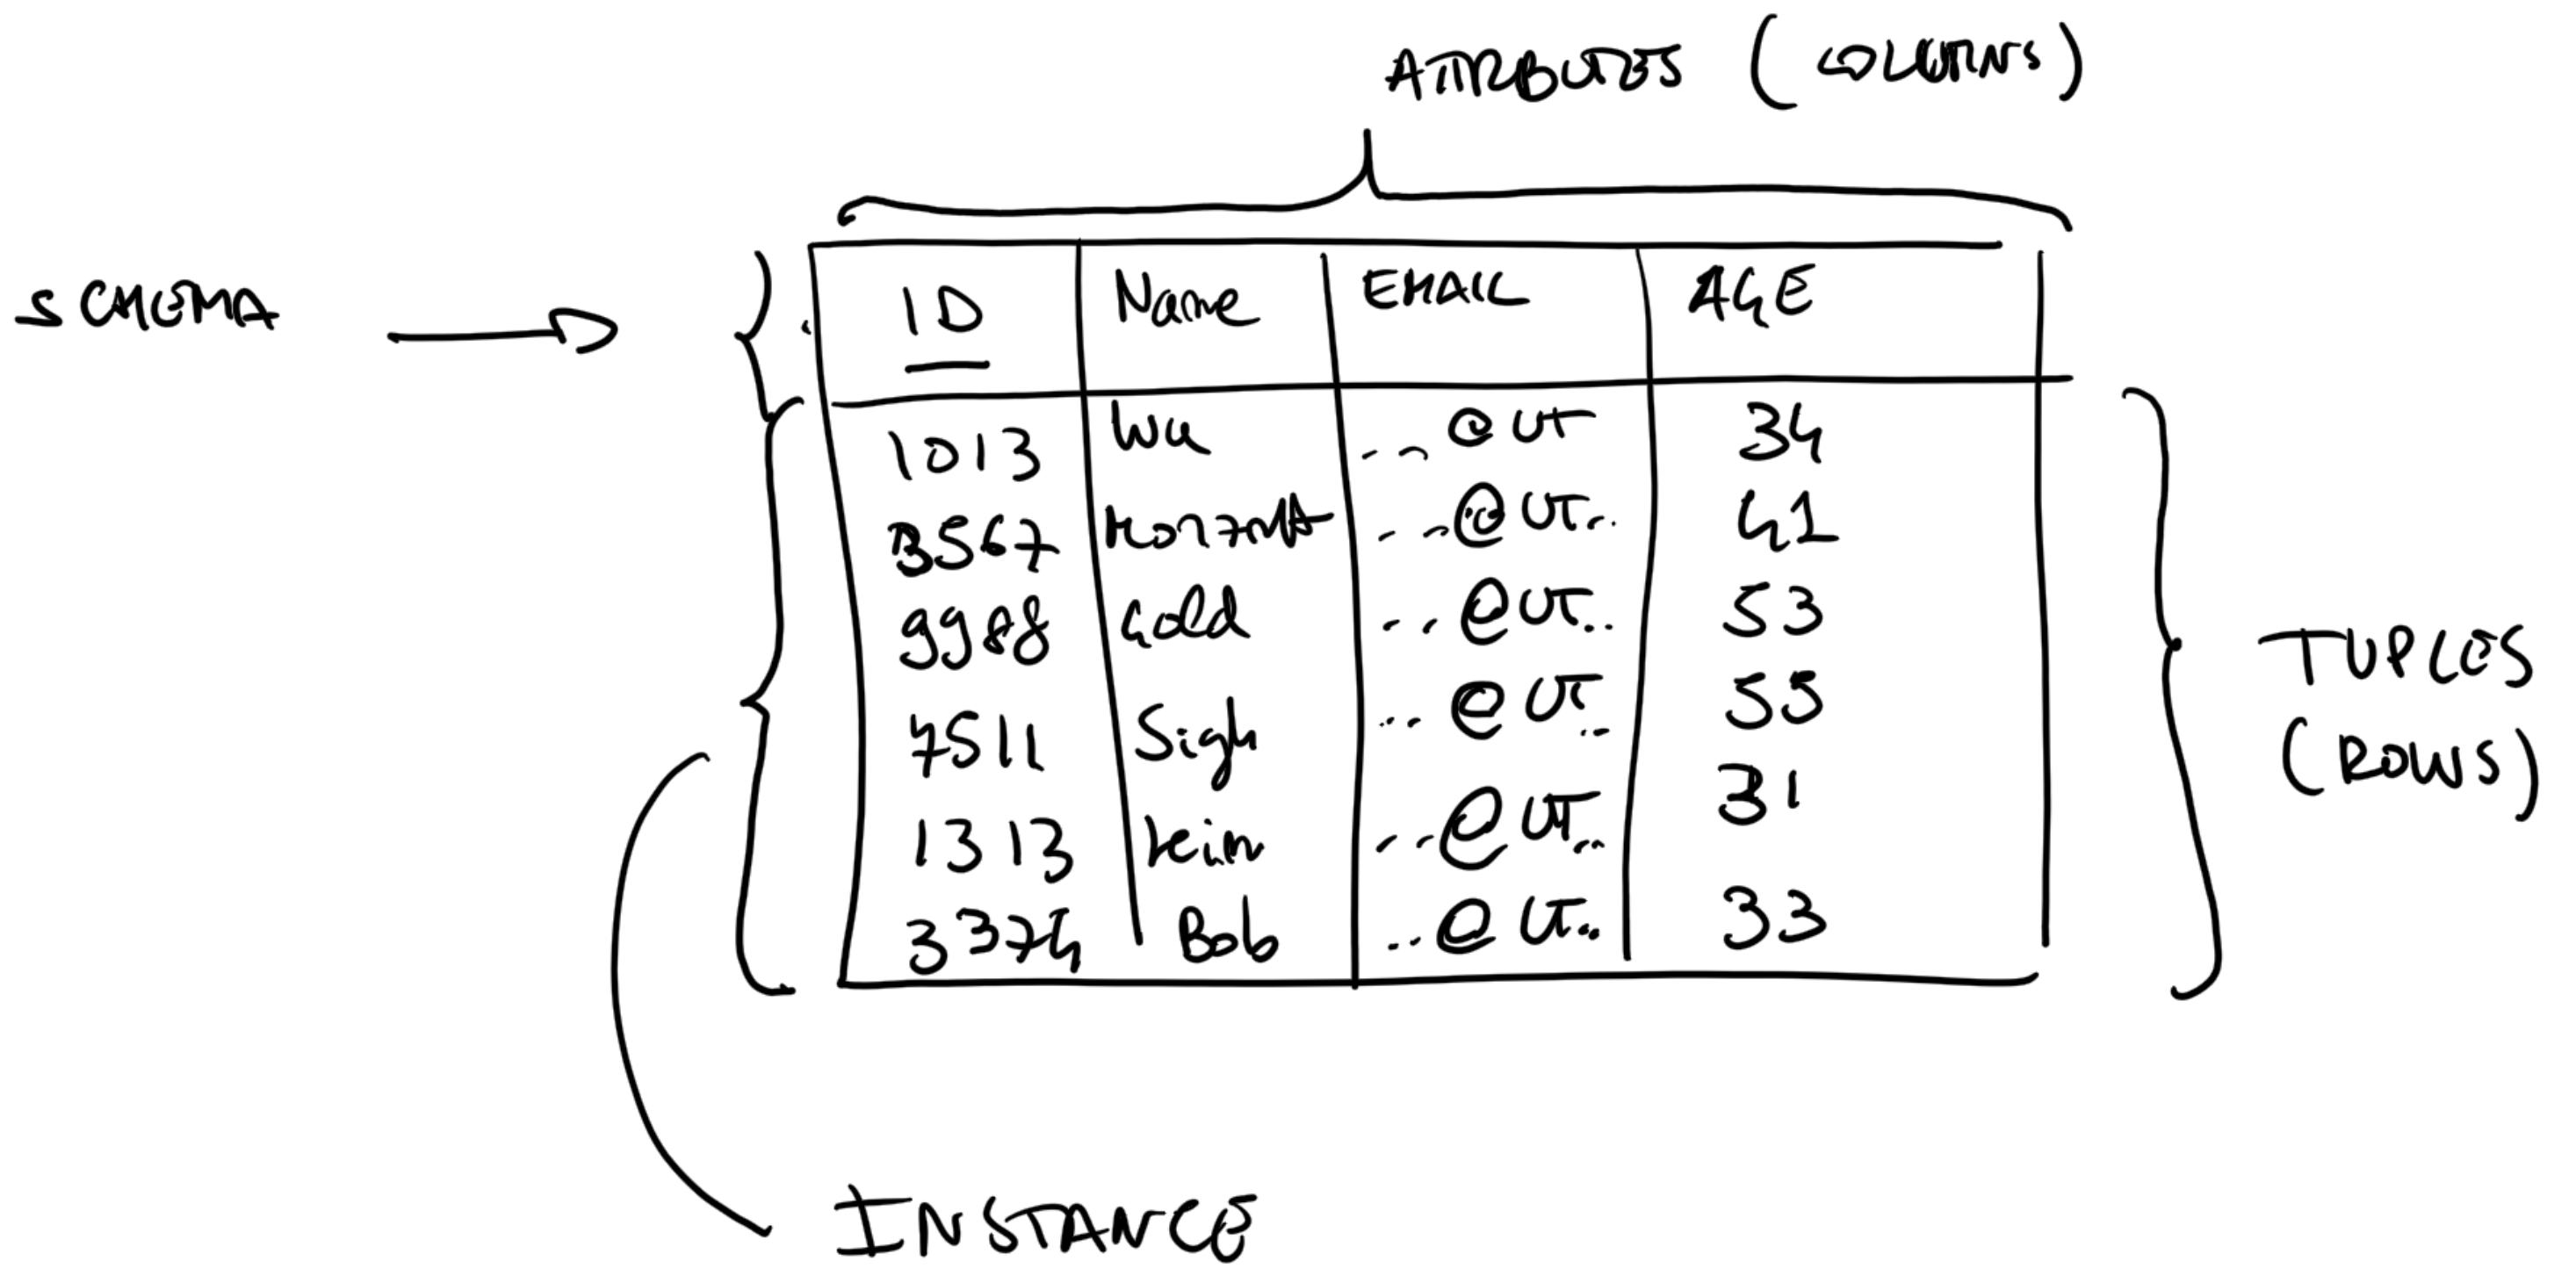 ATTRIBUTES (COLUMNS)
SCHEMA
ID Name EMAIL AGE
1013 Wu ...@UT 34
3567 ...@UT.. 41
9988 Gold ...@UT.. 53
7511 Sigh ...@UT... 55
1313 Keim ...@UT... 31
3374 Bob ...@UT.. 33
TUPLES
(ROWS)
INSTANCE